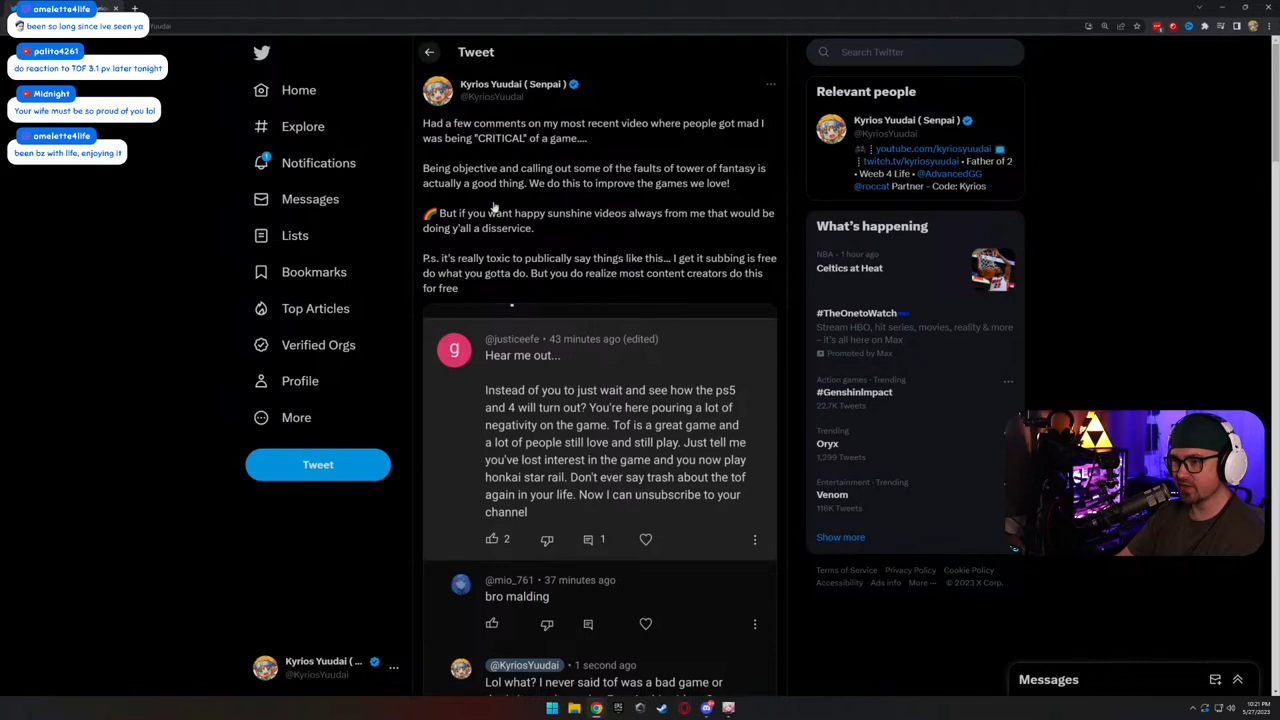 omelette4life
been so long since ive seen ya
palito4261
do reaction to TOF 3.1 pv later tonight
Midnight
Your wife must be so proud of you lol
omelette4life
been bz with life, enjoying it
Home
Explore
Notifications
Messages
Lists
Bookmarks
Top Articles
Verified Orgs
Profile
More
Tweet
Kyrios Yuudai ( ...
@KyriosYuudai
Tweet
Kyrios Yuudai ( Senpai )
@KyriosYuudai
Had a few comments on my most recent video where people got mad I
was being "CRITICAL" of a game....
Being objective and calling out some of the faults of tower of fantasy is
actually a good thing. We do this to improve the games we love!
🌈 But if you want happy sunshine videos always from me that would be
doing y'all a disservice.
P.s. it's really toxic to publically say things like this... I get it subbing is free
do what you gotta do. But you do realize most content creators do this
for free
g
@justiceefe • 43 minutes ago (edited)
Hear me out...
Instead of you to just wait and see how the ps5
and 4 will turn out? You're here pouring a lot of
negativity on the game. Tof is a great game and
a lot of people still love and still play. Just tell me
you've lost interest in the game and you now play
honkai star rail. Don't ever say trash about the tof
again in your life. Now I can unsubscribe to your
channel
2
1
@mio_761 • 37 minutes ago
bro malding
@KyriosYuudai • 1 second ago
Lol what? I never said tof was a bad game or
Search Twitter
Relevant people
Kyrios Yuudai ( Senpai )
@KyriosYuudai
youtube.com/kyriosyuudai
twitch.tv/kyriosyuudai • Father of 2
• Weeb 4 Life • @AdvancedGG
@roccat Partner - Code: Kyrios
What's happening
NBA · 1 hour ago
Celtics at Heat
#TheOnetoWatch
Stream HBO, hit series, movies, reality & more
– it's all here on Max
Promoted by Max
Action games · Trending
#GenshinImpact
22.7K Tweets
Trending
Oryx
1,299 Tweets
Entertainment · Trending
Venom
116K Tweets
Show more
Terms of Service Privacy Policy Cookie Policy
Accessibility Ads info More ···
© 2023 X Corp.
Messages
10:21 PM
5/27/2023